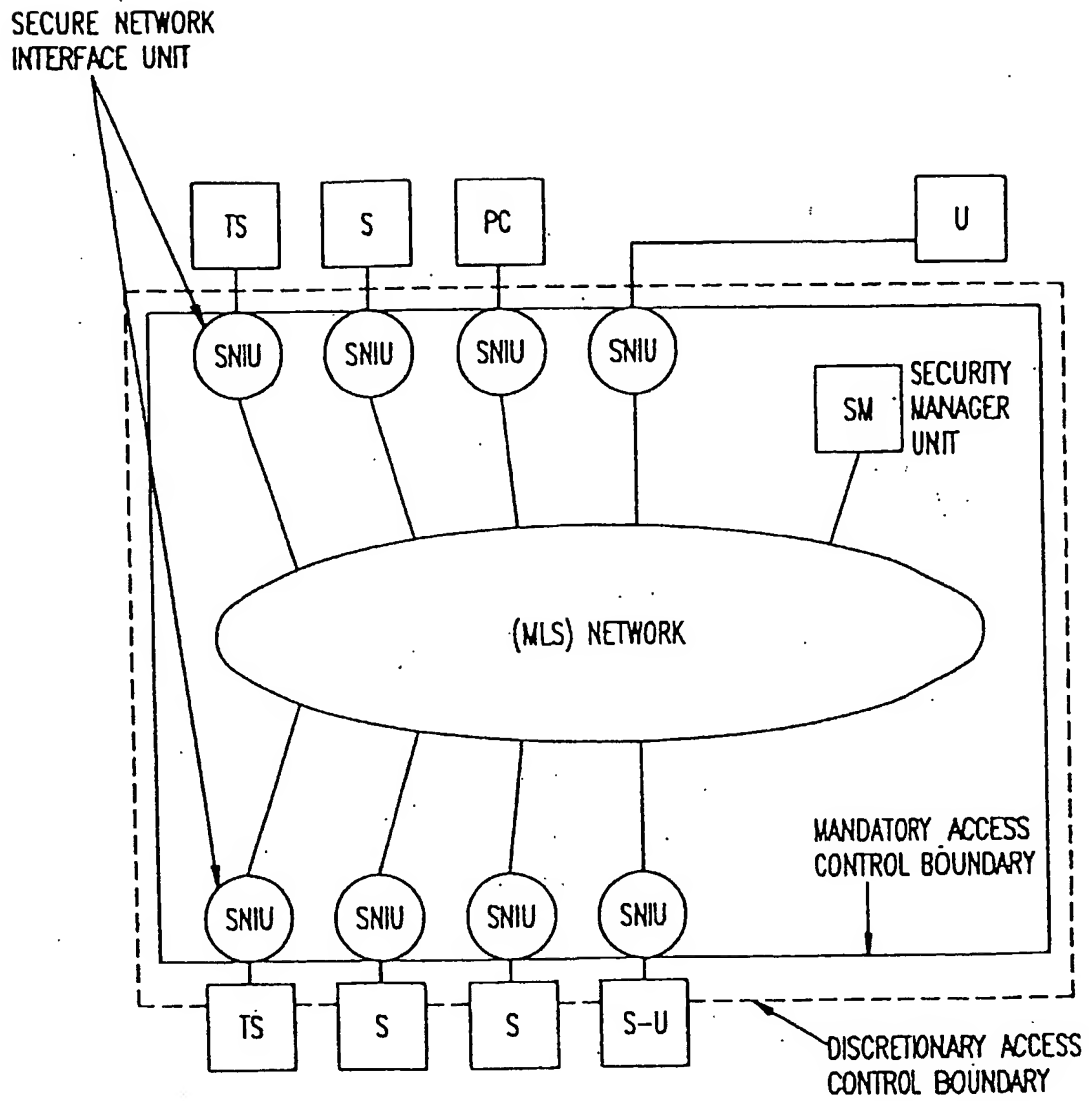 SECURE NETWORK
INTERFACE UNIT
TS
S
PC
U
SNIU
SNIU
SNIU
SNIU
SM
SECURITY
MANAGER
UNIT
(MLS) NETWORK
MANDATORY ACCESS
CONTROL BOUNDARY
SNIU
SNIU
SNIU
SNIU
TS
S
S
S-U
DISCRETIONARY ACCESS
CONTROL BOUNDARY